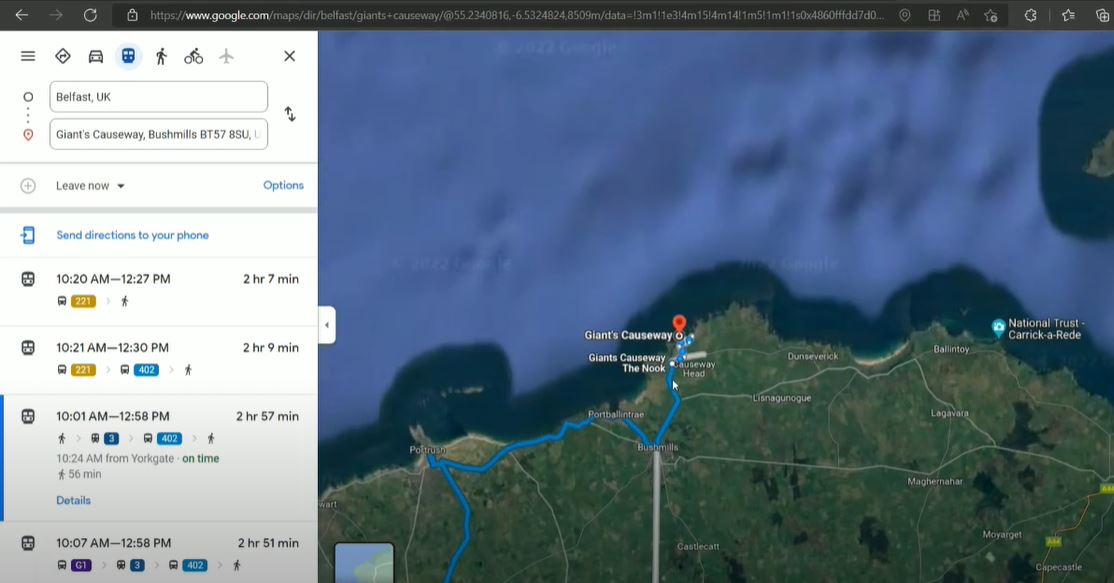 https://www.google.com/maps/dir/belfast/giants+causeway/@55.2340816,-6.5324824,8509m/data=!3m1!1e3!4m15!4m14!1m5!1m1!1s0x4860fffdd7d0...
Belfast, UK
Giant's Causeway, Bushmills BT57 8SU, U
Leave now
Options
Send directions to your phone
10:20 AM—12:27 PM 2 hr 7 min
221
10:21 AM—12:30 PM 2 hr 9 min
221 402
10:01 AM—12:58 PM 2 hr 57 min
3 402
10:24 AM from Yorkgate · on time
56 min
Details
10:07 AM—12:58 PM 2 hr 51 min
G1 3 402
© 2022 Google
© 2022 Google
2022 Google
Giant's Causeway
Giants Causeway
The Nook
Causeway
Head
National Trust -
Carrick-a-Rede
Dunseverick
Ballintoy
Lisnagunogue
Portballintrae
Lagavara
Portrush
Bushmills
Maghernahar
wart
Castlecatt
Moyarget
Capecastle